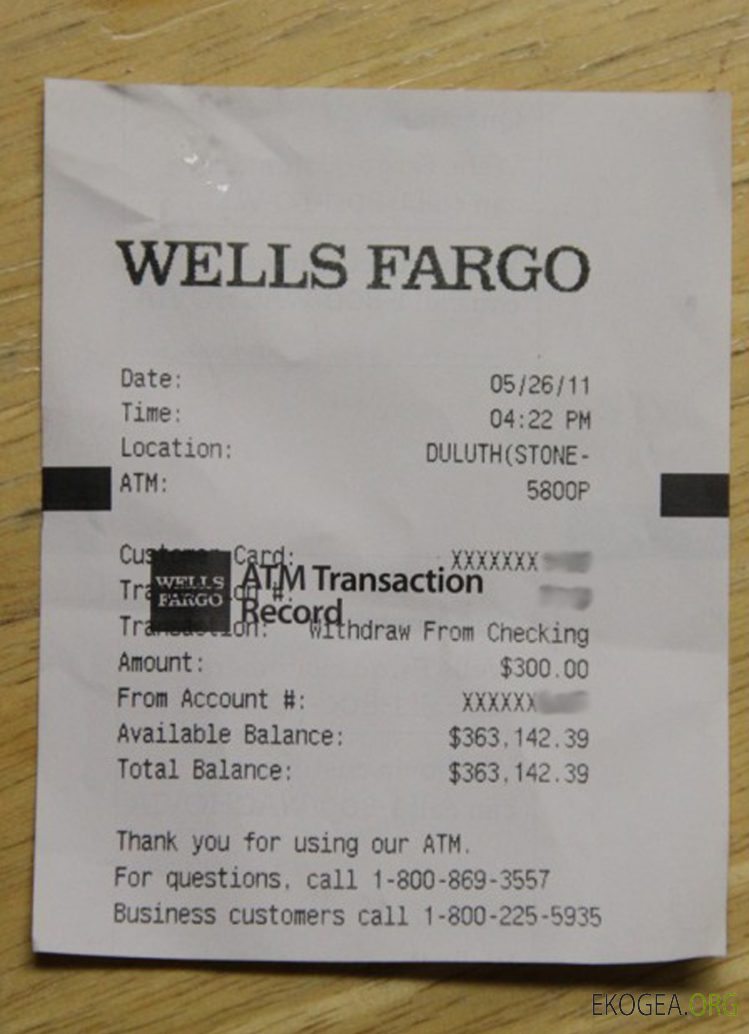 WELLS FARGO
Date: 05/26/11
Time: 04:22 PM
Location: DULUTH(STONE-
ATM: 5800P
Customer Card: XXXXXXX
WELLS FARGO
ATM Transaction
Record
Transaction #:
Transaction: Withdraw From Checking
Amount: $300.00
From Account #: XXXXXX
Available Balance: $363,142.39
Total Balance: $363,142.39
Thank you for using our ATM.
For questions, call 1-800-869-3557
Business customers call 1-800-225-5935
EKOGEA.ORG